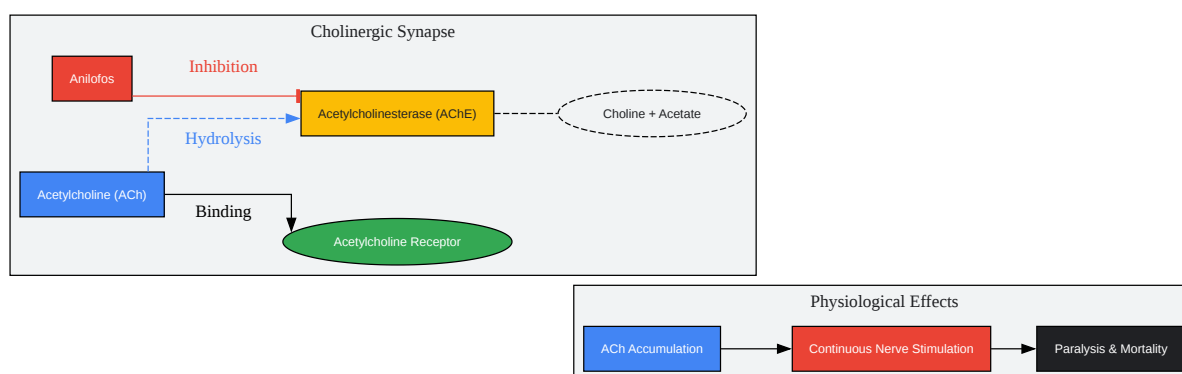 Cholinergic Synapse
Anilofos
Inhibition
Acetylcholinesterase (AChE)
Choline + Acetate
Hydrolysis
Acetylcholine (ACh)
Binding
Acetylcholine Receptor
Physiological Effects
ACh Accumulation
Continuous Nerve Stimulation
Paralysis & Mortality